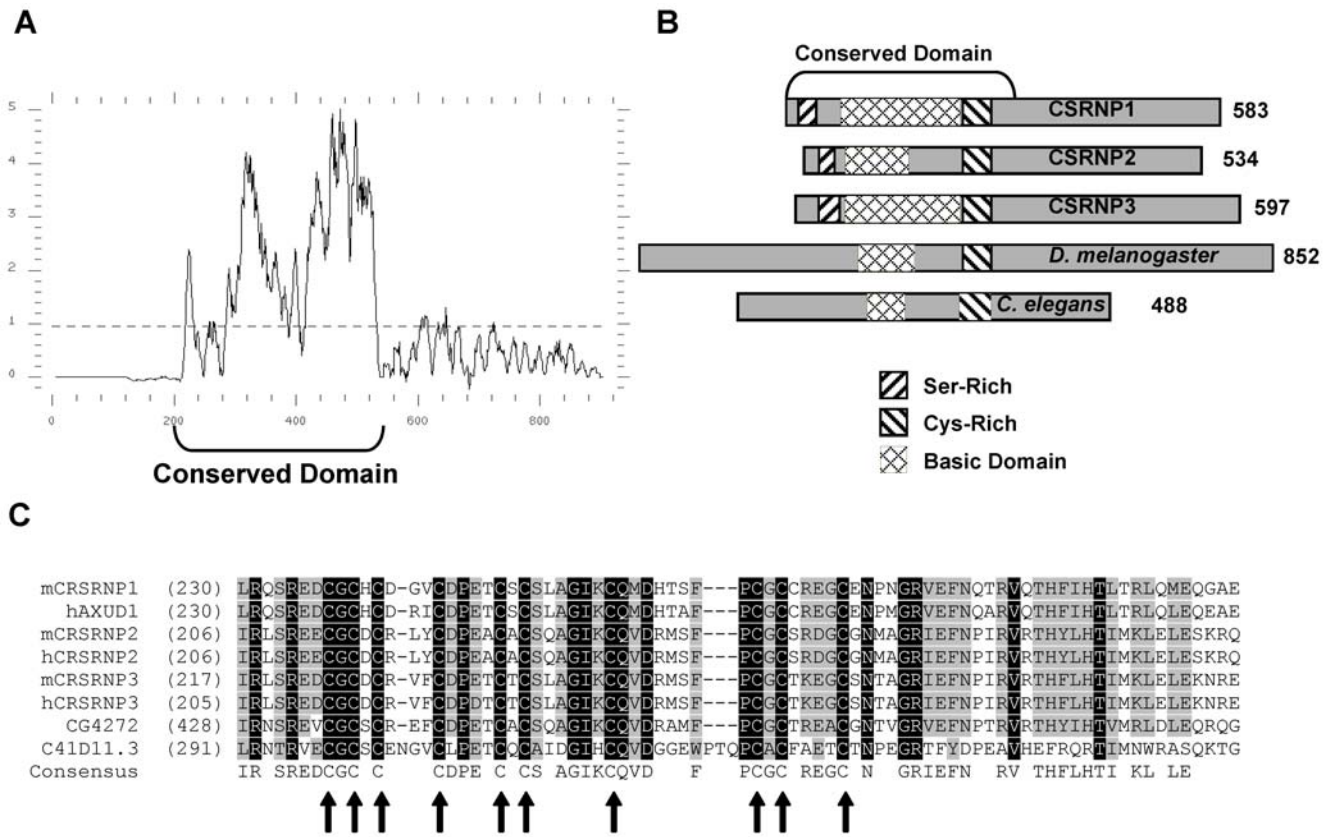 A
5
4
3
2
1
0
0 200 400 600 800
Conserved Domain
B
Conserved Domain
CSRNP1 583
CSRNP2 534
CSRNP3 597
D. melanogaster 852
C. elegans 488
Ser-Rich
Cys-Rich
Basic Domain
C
mCRSRNP1 (230) LRQSREDCGCHCD-GVCDPETCSCSLAGIKCQMDHTSF---PCGCCREGCENPNGRVEFNQTRVQTHFIHTLTRLQMEQGAE
hAXUD1 (230) LRQSREDCGCHCD-RICDPETCSCSLAGIKCQMDHTAF---PCGCCREGCENPMGRVEFNQARVQTHFIHTLTRLQLEQEAE
mCRSRNP2 (206) IRLSREECGCDCR-LYCDPEACACSQAGIKCQVDRMSF---PCGCSRDGCGNMAGRIEFNPIRVRTHYLHTIMKLELESKRQ
hCRSRNP2 (206) IRLSREECGCDCR-LYCDPEACACSQAGIKCQVDRMSF---PCGCSRDGCGNMAGRIEFNPIRVRTHYLHTIMKLELESKRQ
mCRSRNP3 (217) IRLSREDCGCDCR-VFCDPETCTCSLAGIKCQVDRMSF---PCGCTKEGCSNTAGRIEFNPIRVRTHFLHTIMKLELEKNRE
hCRSRNP3 (205) IRLSREDCGCDCR-VFCDPDTCTCSLAGIKCQVDRMSF---PCGCTKEGCSNTAGRIEFNPIRVRTHFLHTIMKLELEKNRE
CG4272 (428) IRNSREVCGCSCR-EFCDPETCACSQAGIKCQVDRAMF---PCGCTREACGNTVGRVEFNPTRVRTHYIHTVMRLELEQRQG
C41D11.3 (291) LRNTRVECGCSCENGVCLPETCQCAIDGIHCQVDGGEWPTQPCACFAETCTNPEGRTFYDPEAVHEFRQRTIMNWRASQKTG
Consensus IR SREDCGC C CDPE C CS AGIKCQVD F PCGC REGC N GRIEFN RV THFLHTI KL LE